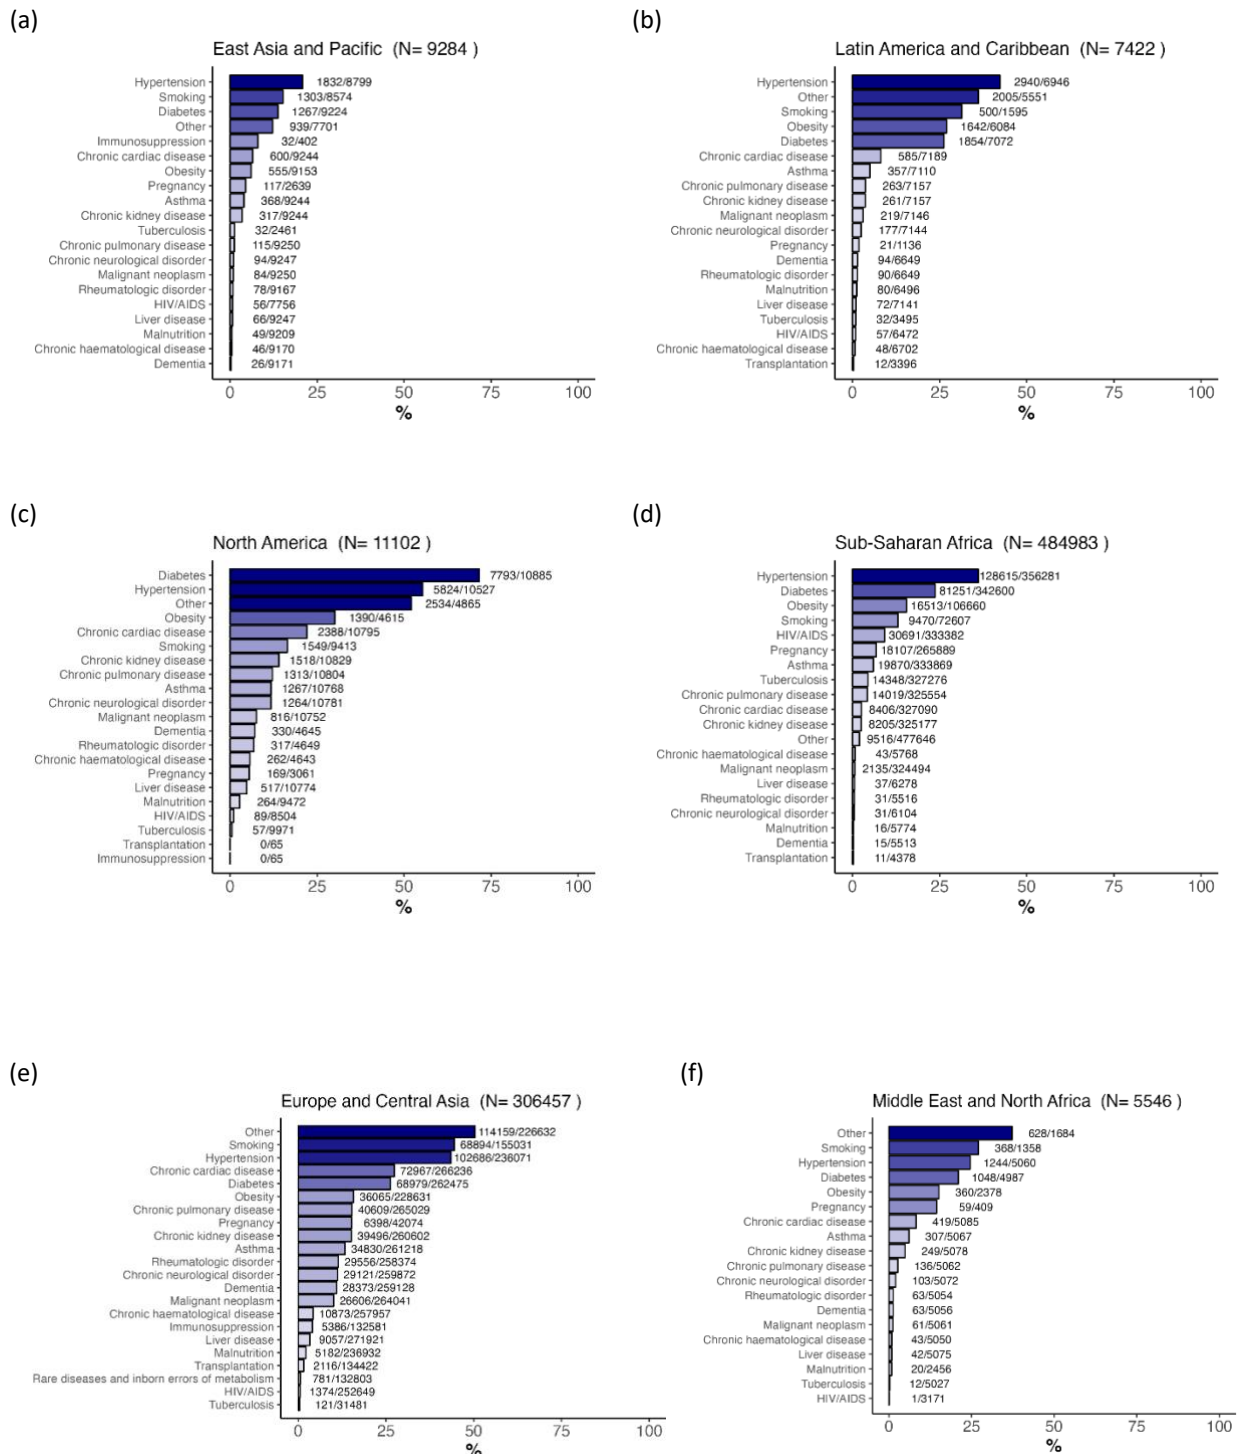 (a)
East Asia and Pacific (N= 9284 )
Hypertension 1832/8799
Smoking 1303/8574
Diabetes 1267/9224
Other 939/7701
Immunosuppression 32/402
Chronic cardiac disease 600/9244
Obesity 555/9153
Pregnancy 117/2639
Asthma 368/9244
Chronic kidney disease 317/9244
Tuberculosis 32/2461
Chronic pulmonary disease 115/9250
Chronic neurological disorder 94/9247
Malignant neoplasm 84/9250
Rheumatologic disorder 78/9167
HIV/AIDS 56/7756
Liver disease 66/9247
Malnutrition 49/9209
Chronic haematological disease 46/9170
Dementia 26/9171
0 25 50 75 100
%
(b)
Latin America and Caribbean (N= 7422 )
Hypertension 2940/6946
Other 2005/5551
Smoking 500/1595
Obesity 1642/6084
Diabetes 1854/7072
Chronic cardiac disease 585/7189
Asthma 357/7110
Chronic pulmonary disease 263/7157
Chronic kidney disease 261/7157
Malignant neoplasm 219/7146
Chronic neurological disorder 177/7144
Pregnancy 21/1136
Dementia 94/6649
Rheumatologic disorder 90/6649
Malnutrition 80/6496
Liver disease 72/7141
Tuberculosis 32/3495
HIV/AIDS 57/6472
Chronic haematological disease 48/6702
Transplantation 12/3396
0 25 50 75 100
%
(c)
North America (N= 11102 )
Diabetes 7793/10885
Hypertension 5824/10527
Other 2534/4865
Obesity 1390/4615
Chronic cardiac disease 2388/10795
Smoking 1549/9413
Chronic kidney disease 1518/10829
Chronic pulmonary disease 1313/10804
Asthma 1267/10768
Chronic neurological disorder 1264/10781
Malignant neoplasm 816/10752
Dementia 330/4645
Rheumatologic disorder 317/4649
Chronic haematological disease 262/4643
Pregnancy 169/3061
Liver disease 517/10774
Malnutrition 264/9472
HIV/AIDS 89/8504
Tuberculosis 57/9971
Transplantation 0/65
Immunosuppression 0/65
0 25 50 75 100
%
(d)
Sub-Saharan Africa (N= 484983 )
Hypertension 128615/356281
Diabetes 81251/342600
Obesity 16513/106660
Smoking 9470/72607
HIV/AIDS 30691/333382
Pregnancy 18107/265889
Asthma 19870/333869
Tuberculosis 14348/327276
Chronic pulmonary disease 14019/325554
Chronic cardiac disease 8406/327090
Chronic kidney disease 8205/325177
Other 9516/477646
Chronic haematological disease 43/5768
Malignant neoplasm 2135/324494
Liver disease 37/6278
Rheumatologic disorder 31/5516
Chronic neurological disorder 31/6104
Malnutrition 16/5774
Dementia 15/5513
Transplantation 11/4378
0 25 50 75 100
%
(e)
Europe and Central Asia (N= 306457 )
Other 114159/226632
Smoking 68894/155031
Hypertension 102686/236071
Chronic cardiac disease 72967/266236
Diabetes 68979/262475
Obesity 36065/228631
Chronic pulmonary disease 40609/265029
Pregnancy 6398/42074
Chronic kidney disease 39496/260602
Asthma 34830/261218
Rheumatologic disorder 29556/258374
Chronic neurological disorder 29121/259872
Dementia 28373/259128
Malignant neoplasm 26606/264041
Chronic haematological disease 10873/257957
Immunosuppression 5386/132581
Liver disease 9057/271921
Malnutrition 5182/236932
Transplantation 2116/134422
Rare diseases and inborn errors of metabolism 781/132803
HIV/AIDS 1374/252649
Tuberculosis 121/31481
0 25 50 75 100
%
(f)
Middle East and North Africa (N= 5546 )
Other 628/1684
Smoking 368/1358
Hypertension 1244/5060
Diabetes 1048/4987
Obesity 360/2378
Pregnancy 59/409
Chronic cardiac disease 419/5085
Asthma 307/5067
Chronic kidney disease 249/5078
Chronic pulmonary disease 136/5062
Chronic neurological disorder 103/5072
Rheumatologic disorder 63/5054
Dementia 63/5056
Malignant neoplasm 61/5061
Chronic haematological disease 43/5050
Liver disease 42/5075
Malnutrition 20/2456
Tuberculosis 12/5027
HIV/AIDS 1/3171
0 25 50 75 100
%